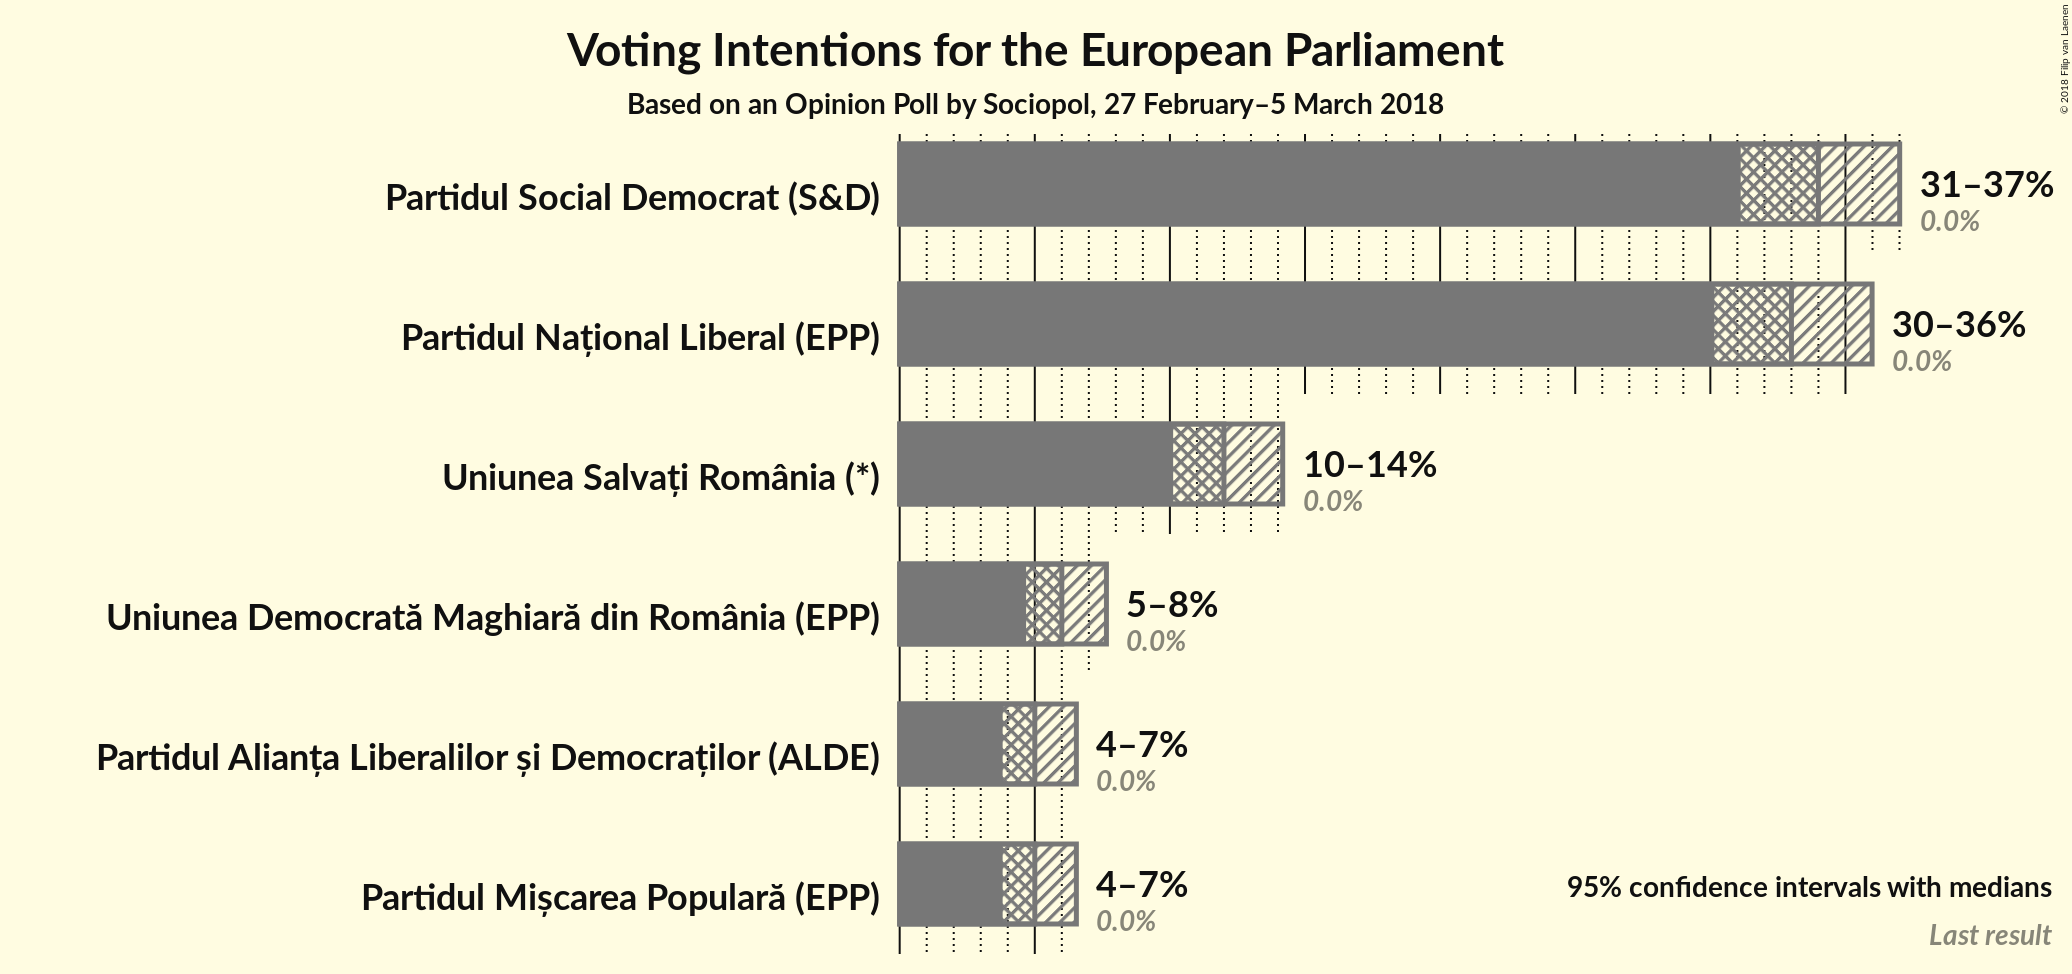 Voting Intentions for the European Parliament
Based on an Opinion Poll by Sociopol, 27 February–5 March 2018
© 2018 Filip van Laenen
Partidul Social Democrat (S&D)
31–37%
0.0%
Partidul Național Liberal (EPP)
30–36%
0.0%
Uniunea Salvați România (*)
10–14%
0.0%
Uniunea Democrată Maghiară din România (EPP)
5–8%
0.0%
Partidul Alianța Liberalilor și Democraților (ALDE)
4–7%
0.0%
Partidul Mișcarea Populară (EPP)
4–7%
0.0%
95% confidence intervals with medians
Last result